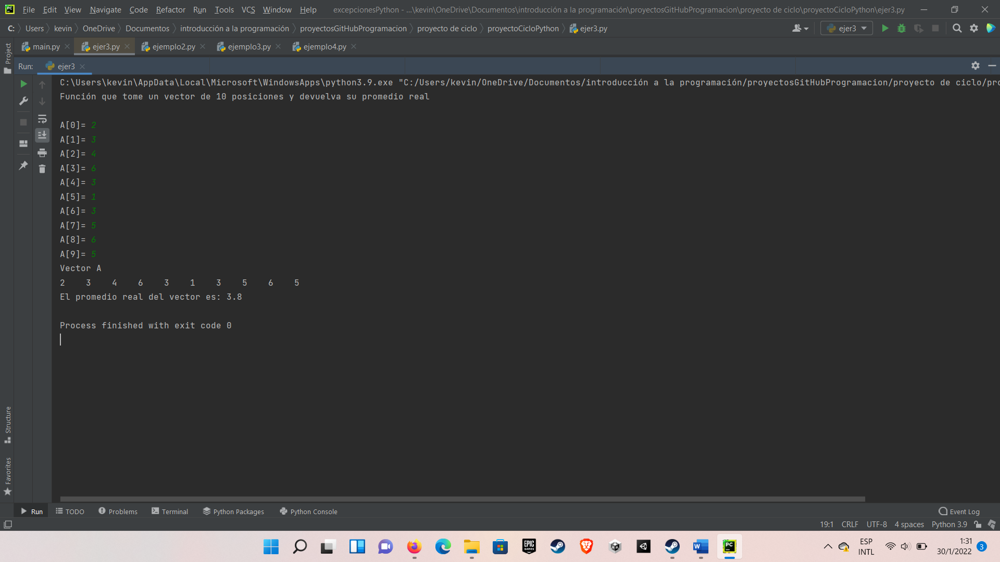 File Edit View Navigate Code Refactor Run Tools VCS Window Help excepcionesPython - ...\kevin\OneDrive\Documentos\introducción a la programación\proyectosGitHubProgramacion\proyecto de ciclo\proyectoCicloPython\ejer3.py
C: Users kevin OneDrive Documentos introducción a la programación proyectosGitHubProgramacion proyecto de ciclo proyectoCicloPython ejer3.py ejer3
main.py ejer3.py ejemplo2.py ejemplo3.py ejemplo4.py
Project
Run: ejer3
C:\Users\kevin\AppData\Local\Microsoft\WindowsApps\python3.9.exe "C:/Users/kevin/OneDrive/Documentos/introducción a la programación/proyectosGitHubProgramacion/proyecto de ciclo/pro
Función que tome un vector de 10 posiciones y devuelva su promedio real
A[0]= 2
A[1]= 3
A[2]= 4
A[3]= 6
A[4]= 3
A[5]= 1
A[6]= 3
A[7]= 5
A[8]= 6
A[9]= 5
Vector A
2 3 4 6 3 1 3 5 6 5
El promedio real del vector es: 3.8
Process finished with exit code 0
Structure
Favorites
Run TODO Problems Terminal Python Packages Python Console Event Log
19:1 CRLF UTF-8 4 spaces Python 3.9
EPIC GAMES
W
PC
ESP
INTL
1:31
30/1/2022
3